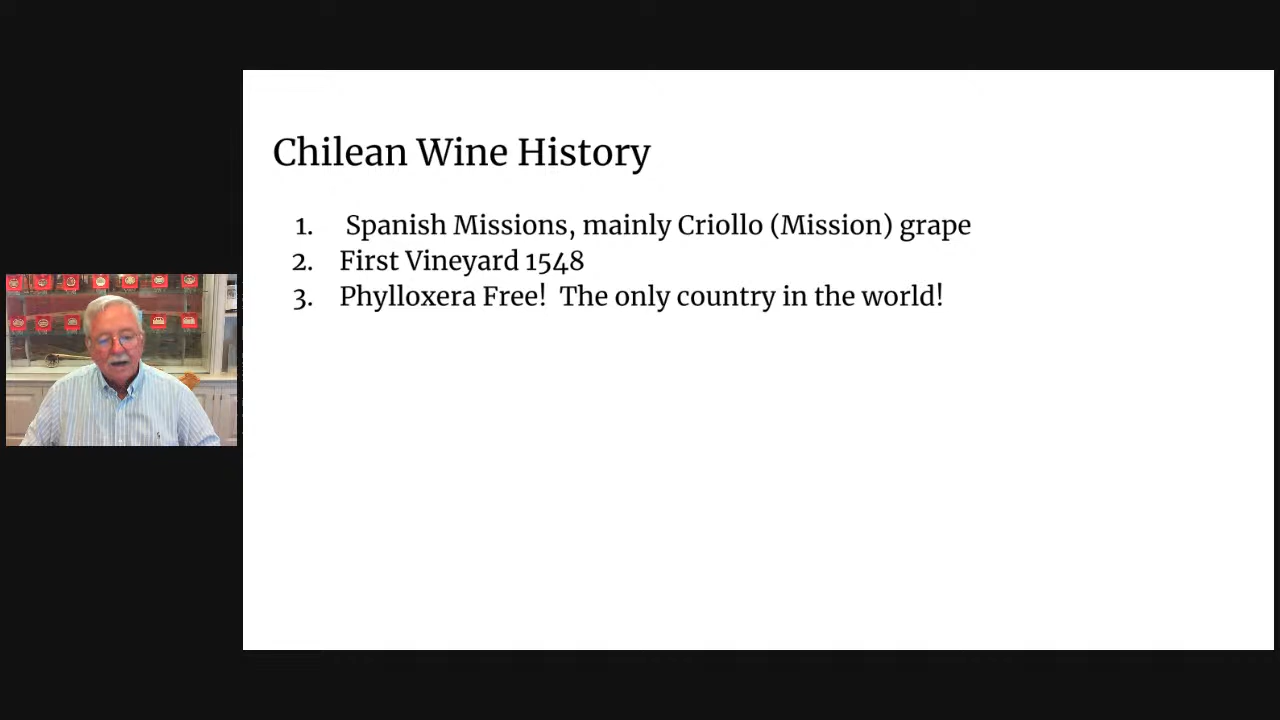 Chilean Wine History
1. Spanish Missions, mainly Criollo (Mission) grape
2. First Vineyard 1548
3. Phylloxera Free! The only country in the world!